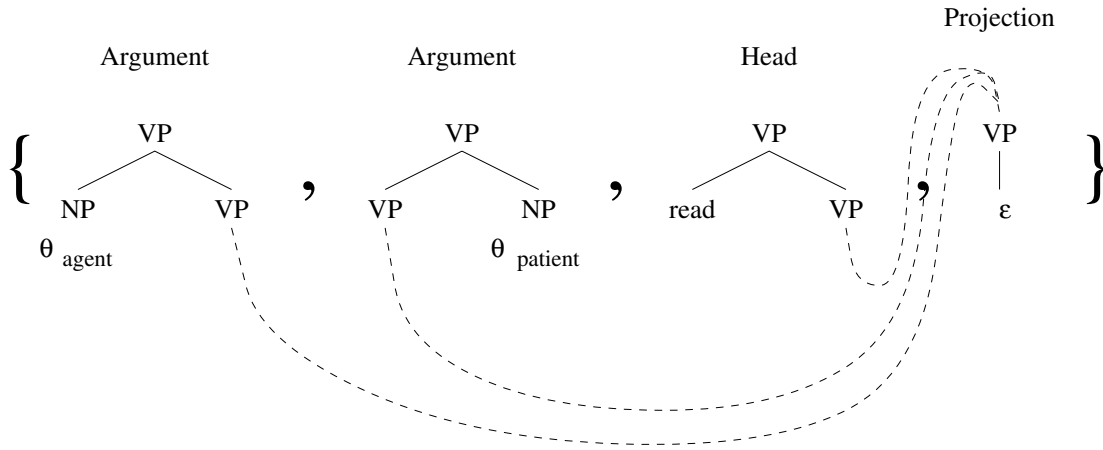 Projection
Argument Argument Head
VP VP VP VP
{ NP VP , VP NP , read VP , ε }
θ agent θ patient